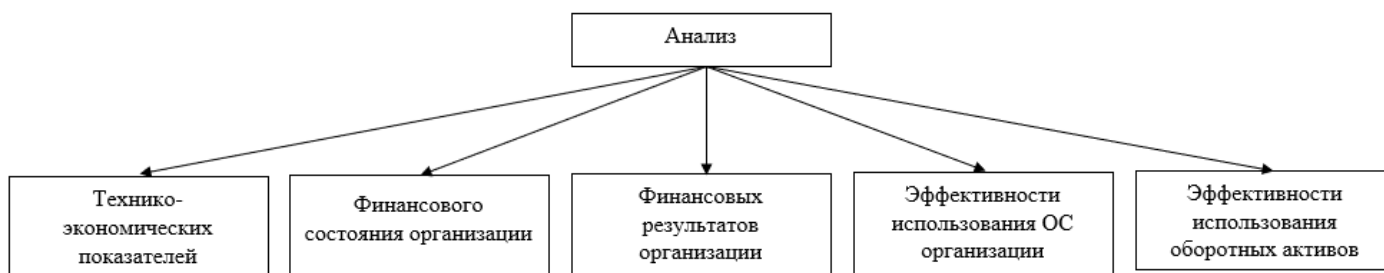 Анализ
Технико-
экономических
показателей
Финансового
состояния организации
Финансовых
результатов
организации
Эффективности
использования ОС
организации
Эффективности
использования
оборотных активов